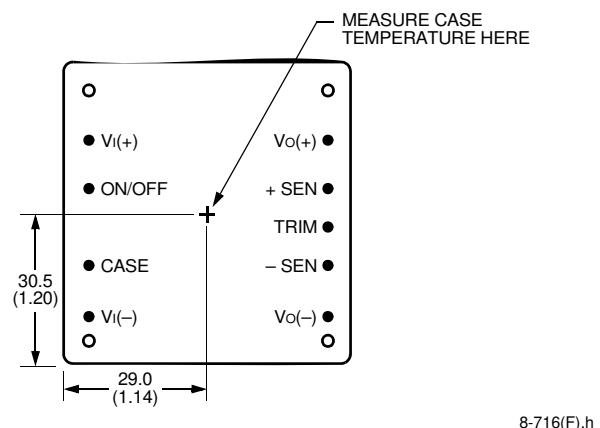 MEASURE CASE
TEMPERATURE HERE
VI(+)
VO(+)
ON/OFF
+ SEN
TRIM
CASE
– SEN
30.5
(1.20)
VI(–)
VO(–)
29.0
(1.14)
8-716(F).h